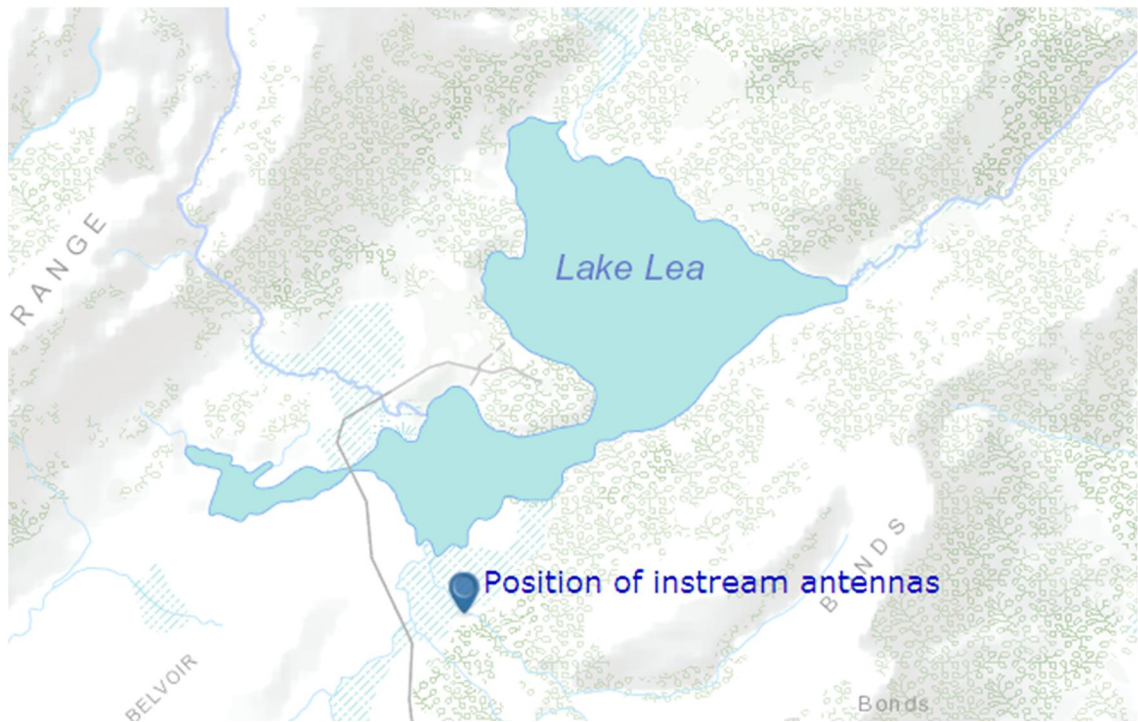 RANGE
Lake Lea
Position of instream antennas
BONDS
BELVOIR
Bonds